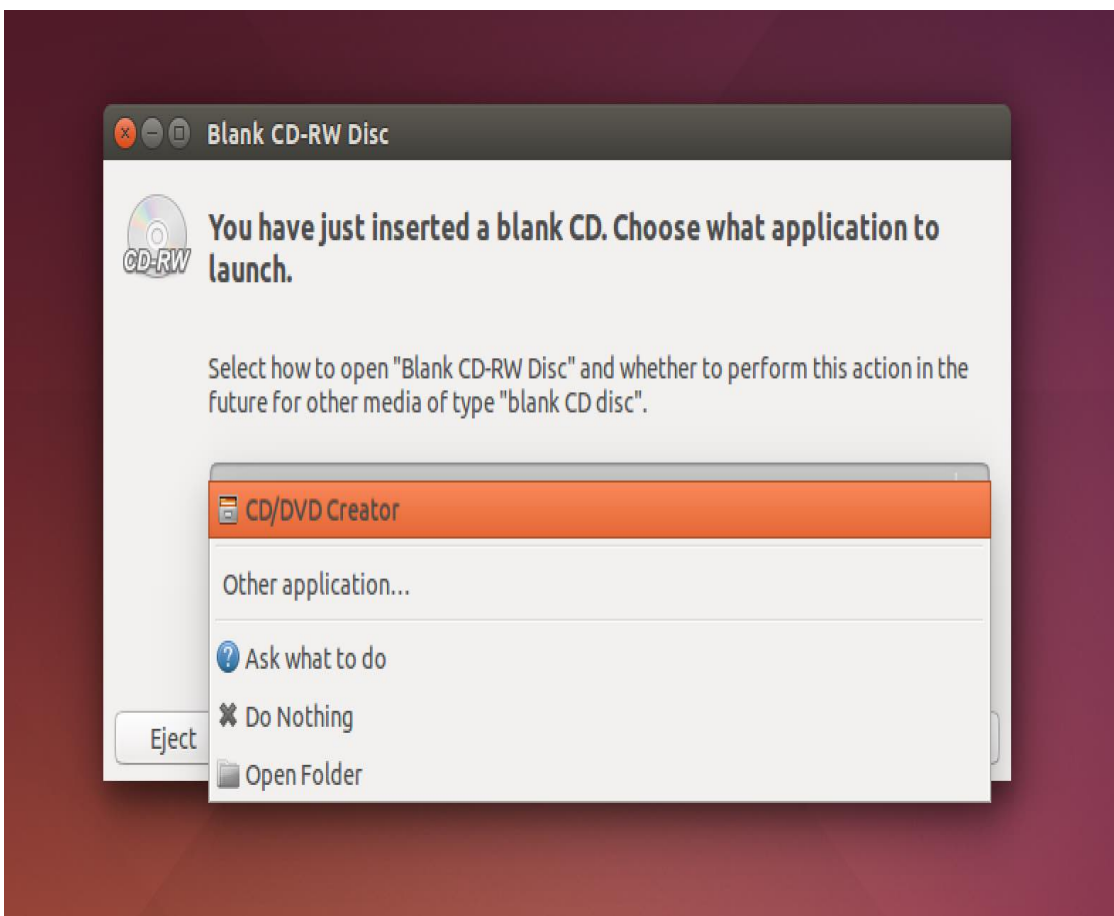 Blank CD-RW Disc
CD-RW
You have just inserted a blank CD. Choose what application to
launch.
Select how to open "Blank CD-RW Disc" and whether to perform this action in the
future for other media of type "blank CD disc".
CD/DVD Creator
Other application...
Ask what to do
Do Nothing
Eject
Open Folder